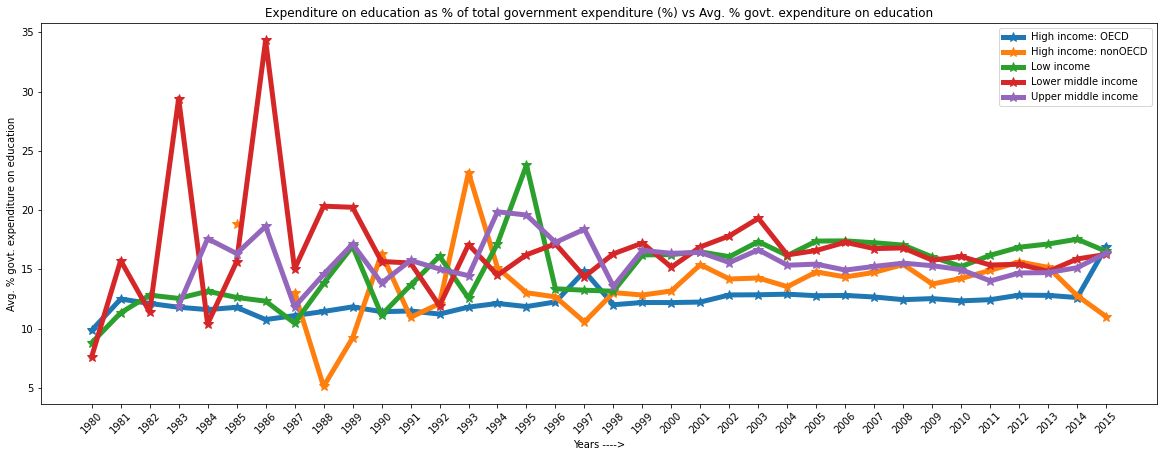 Expenditure on education as % of total government expenditure (%) vs Avg. % govt. expenditure on education
High income: OECD
High income: nonOECD
Low income
Lower middle income
Upper middle income
Avg. % govt. expenditure on education
35
30
25
20
15
10
5
1980 1981 1982 1983 1984 1985 1986 1987 1988 1989 1990 1991 1992 1993 1994 1995 1996 1997 1998 1999 2000 2001 2002 2003 2004 2005 2006 2007 2008 2009 2010 2011 2012 2013 2014 2015
Years ---->